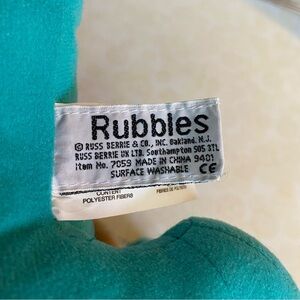 Rubbles
© RUSS BERRIE & CO., INC. Oakland, N.J.
RUSS BERRIE UK LTD. Southampton SO5 3TL
Item No. 7059 MADE IN CHINA 9401
SURFACE WASHABLE CE
CONTENT
POLYESTER FIBERS